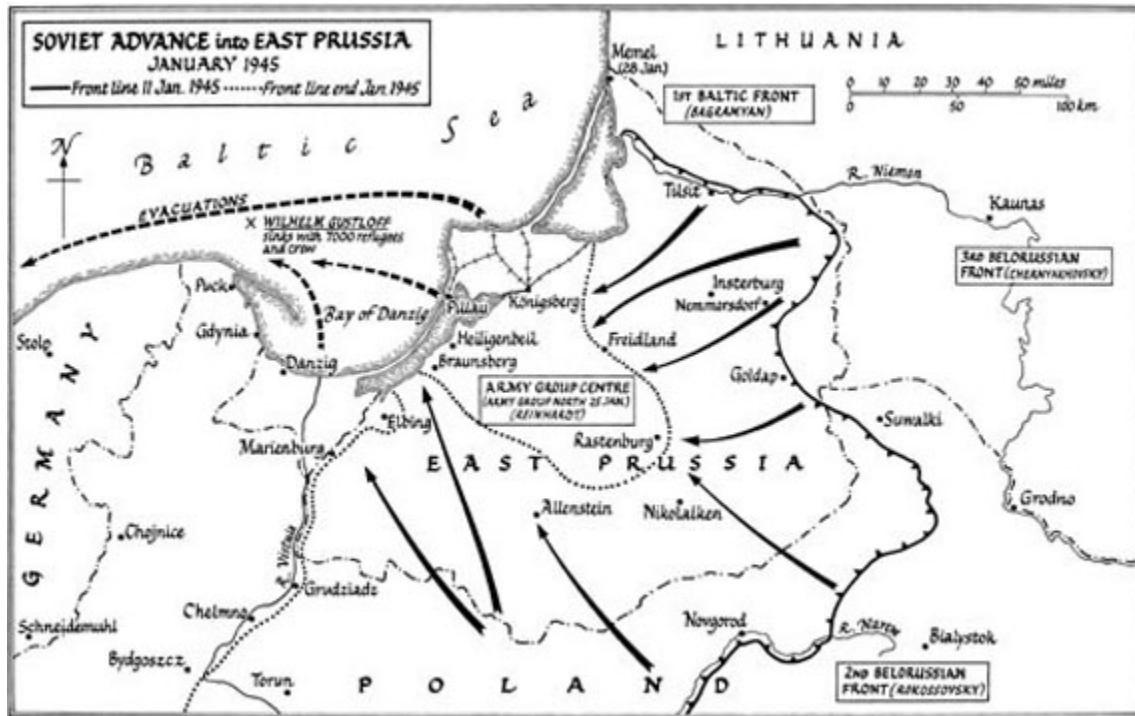 SOVIET ADVANCE into EAST PRUSSIA
JANUARY 1945
Front line 11 Jan. 1945 Front line end Jan. 1945
LITHUANIA
Memel
(28 Jan.)
1ST BALTIC FRONT
(BAGRAMYAN)
0 10 20 30 40 50 miles
0 50 100 km
N
Baltic Sea
EVACUATIONS
X WILHELM GUSTLOFF
sinks with 7000 refugees
and crew
Tilsit
R. Niemen
Kaunas
3RD BELORUSSIAN
FRONT (CHERNYAKHOVSKY)
Puck
Bay of Danzig
Pillau
Königsberg
Insterburg
Nemmersdorf
Stolp
Gdynia
Heiligenbeil
Freidland
Danzig
Braunsberg
Goldap
ARMY GROUP CENTRE
(ARMY GROUP NORTH 25 JAN.)
(REINHARDT)
Suwalki
Elbing
Rastenburg
Marienburg
EAST PRUSSIA
GERMANY
Allenstein
Nikolaiken
Grodno
Chojnice
R. Vistula
Grudziadz
Chelmno
Schneidemuhl
Novgorod
R. Narew
Bialystok
Bydgoszcz
Torun
POLAND
2ND BELORUSSIAN
FRONT (ROKOSSOVSKY)